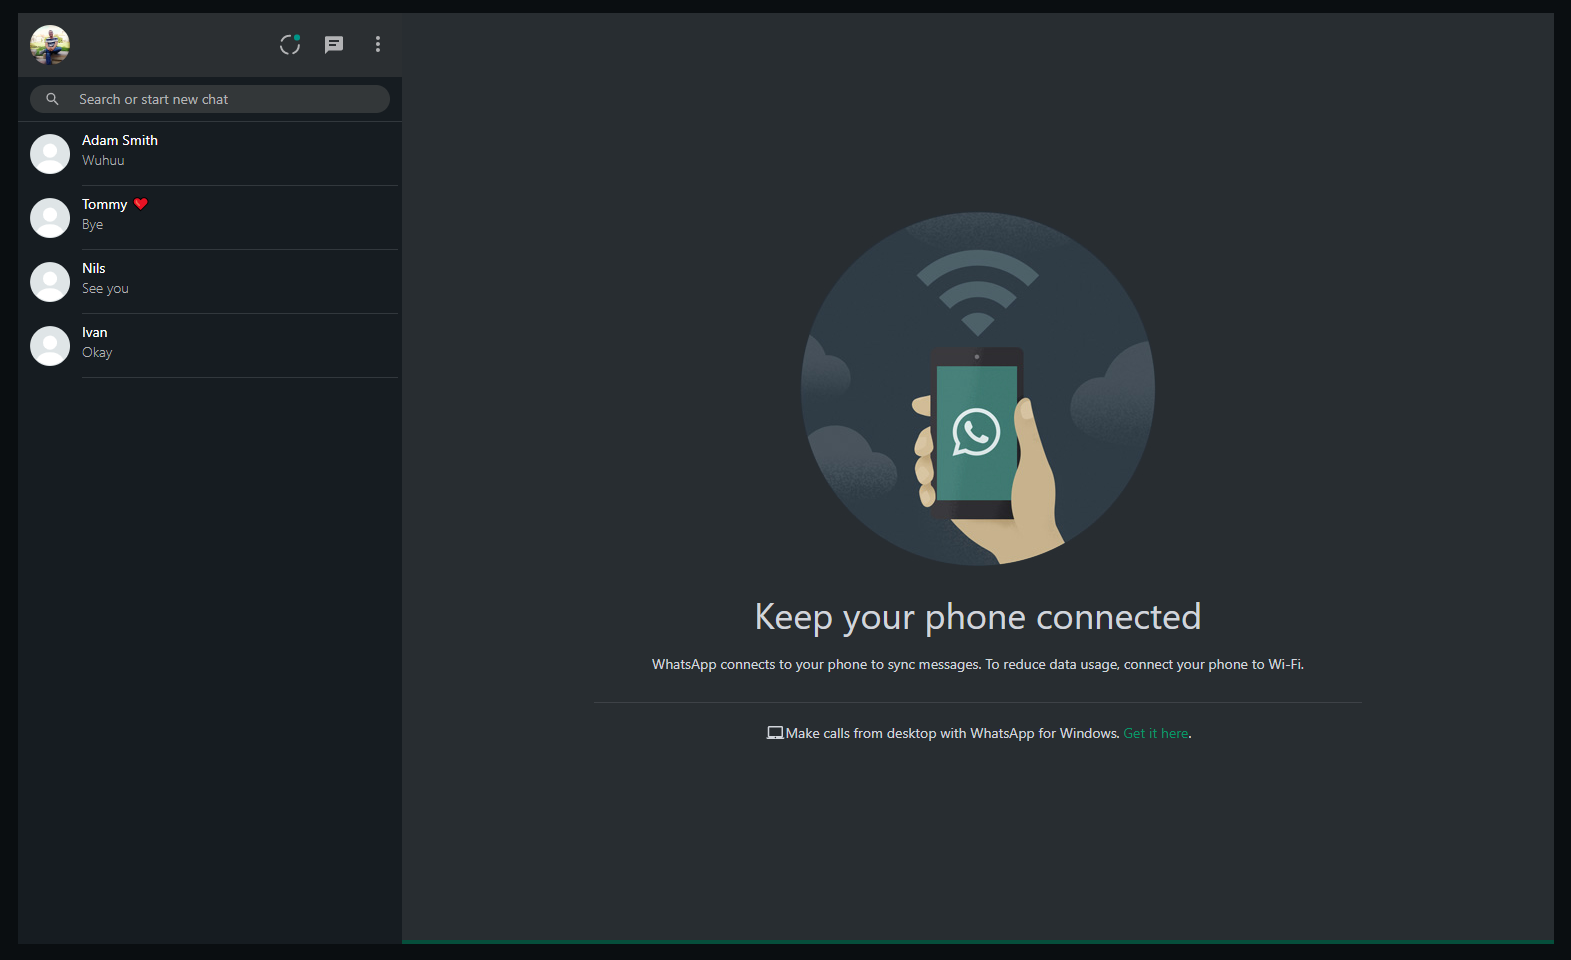 Search or start new chat
Adam Smith
Wuhuu
Tommy ❤
Bye
Nils
See you
Ivan
Okay
Keep your phone connected
WhatsApp connects to your phone to sync messages. To reduce data usage, connect your phone to Wi-Fi.
Make calls from desktop with WhatsApp for Windows. Get it here.